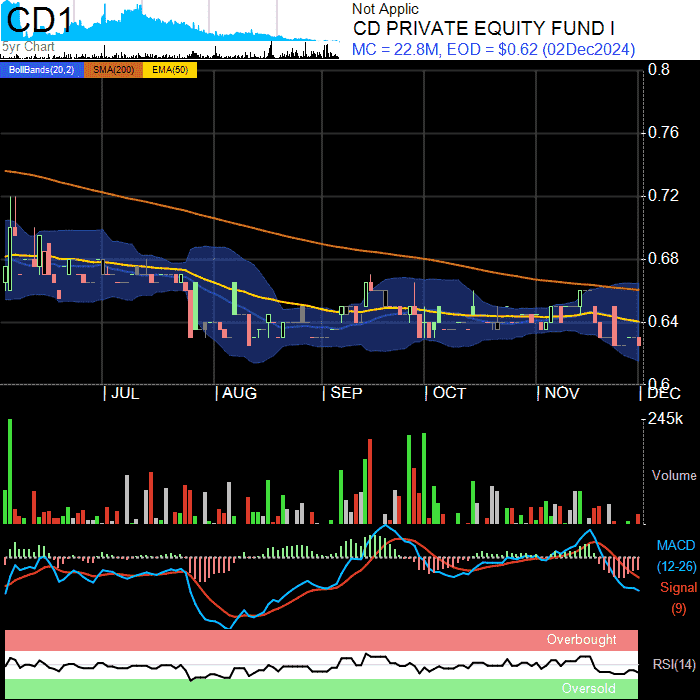 CD1
5yr Chart
Not Applic
CD PRIVATE EQUITY FUND I
MC = 22.8M, EOD = $0.62 (02Dec2024)
BollBands(20,2) SMA(200) EMA(50)
0.8
0.76
0.72
0.68
0.64
0.6
JUL AUG SEP OCT NOV DEC
245k
Volume
MACD
(12-26)
Signal
(9)
Overbought
RSI(14)
Oversold